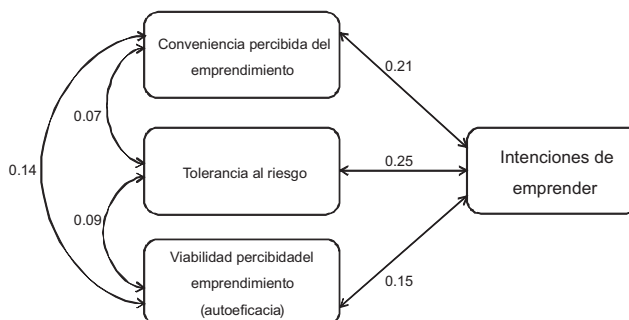 Conveniencia percibida del
emprendimiento
0.21
0.07
Tolerancia al riesgo
0.25
Intenciones de
emprender
0.14
0.09
Viabilidad percibidadel
emprendimiento
(autoeficacia)
0.15